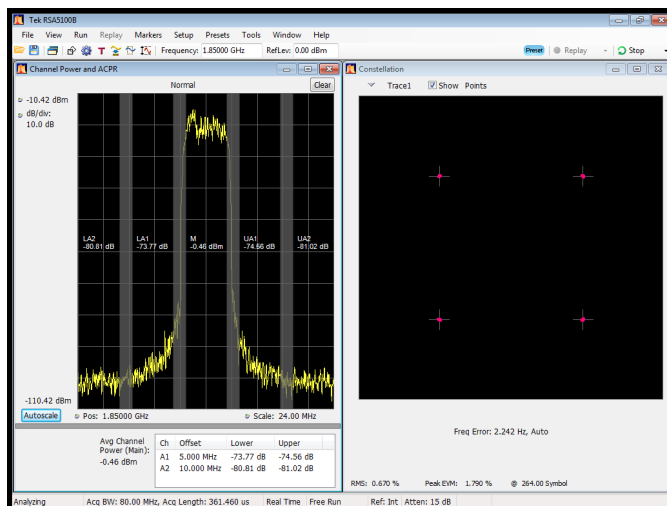 Tek RSA5100B
File View Run Replay Markers Setup Presets Tools Window Help
T Frequency: 1.85000 GHz RefLev: 0.00 dBm Preset Replay Stop
Channel Power and ACPR
Normal Clear
-10.42 dBm
dB/div:
10.0 dB
LA2 LA1 M UA1 UA2
-80.81 dB -73.77 dB -0.46 dBm -74.56 dB -81.02 dB
-110.42 dBm
Autoscale Pos: 1.85000 GHz Scale: 24.00 MHz
Avg Channel
Power (Main):
-0.46 dBm
Ch Offset Lower Upper
A1 5.000 MHz -73.77 dB -74.56 dB
A2 10.000 MHz -80.81 dB -81.02 dB
Constellation
Trace1 Show Points
Freq Error: 2.242 Hz, Auto
RMS: 0.670 % Peak EVM: 1.790 % @ 264.00 Symbol
Analyzing Acq BW: 80.00 MHz, Acq Length: 361.460 us Real Time Free Run Ref: Int Atten: 15 dB